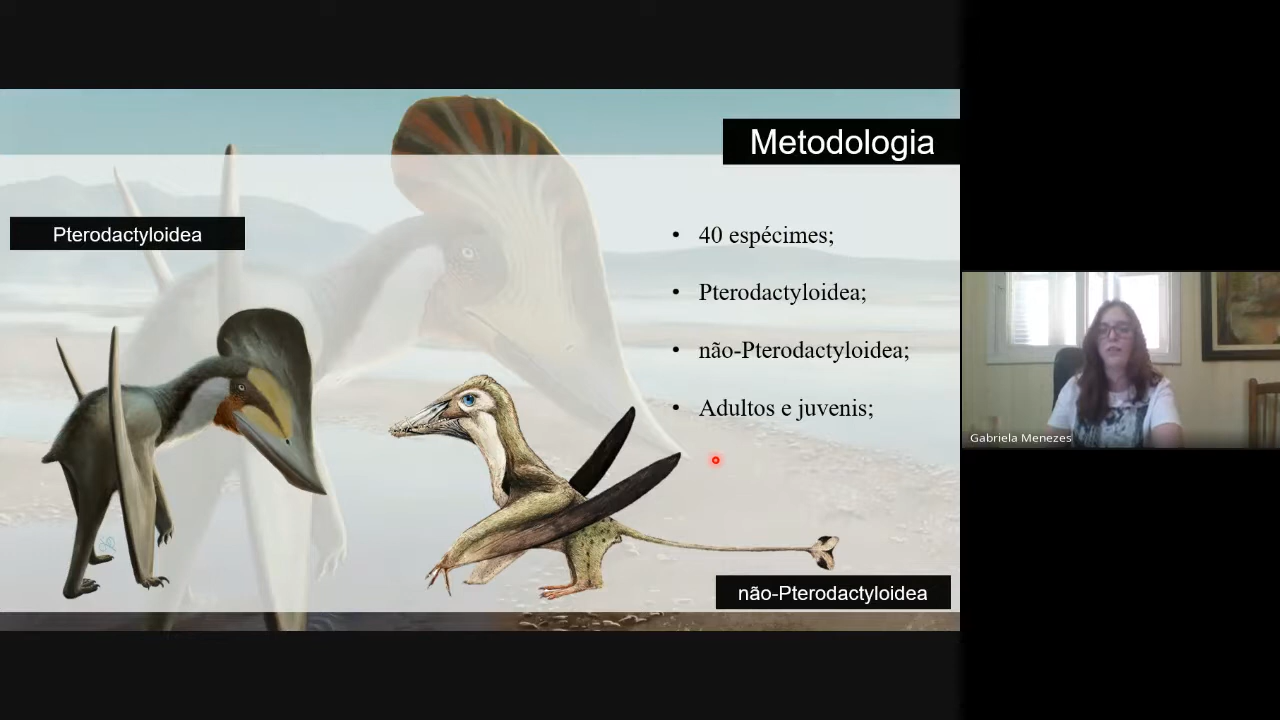 Metodologia
Pterodactyloidea
• 40 espécimes;
• Pterodactyloidea;
• não-Pterodactyloidea;
• Adultos e juvenis;
não-Pterodactyloidea
Gabriela Menezes